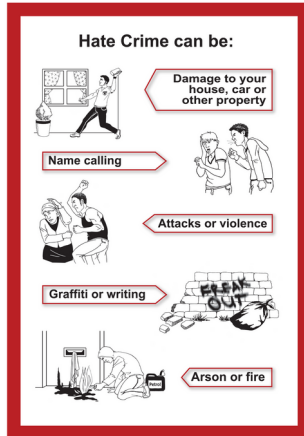 Hate Crime can be:
Damage to your
house, car or
other property
Name calling
Attacks or violence
Graffiti or writing
FREAK
OUT
Petrol
Arson or fire